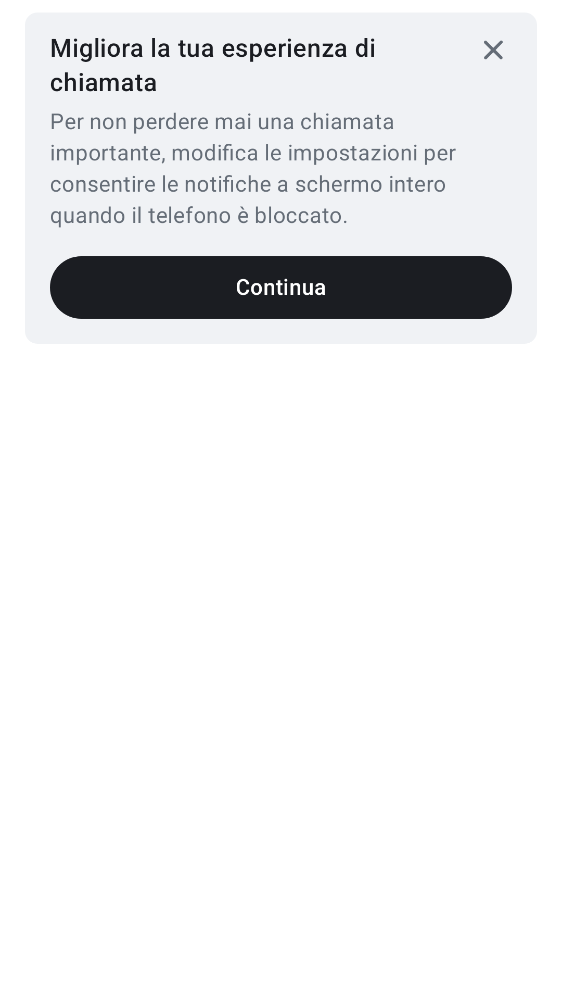 Migliora la tua esperienza di
chiamata
Per non perdere mai una chiamata
importante, modifica le impostazioni per
consentire le notifiche a schermo intero
quando il telefono è bloccato.
Continua